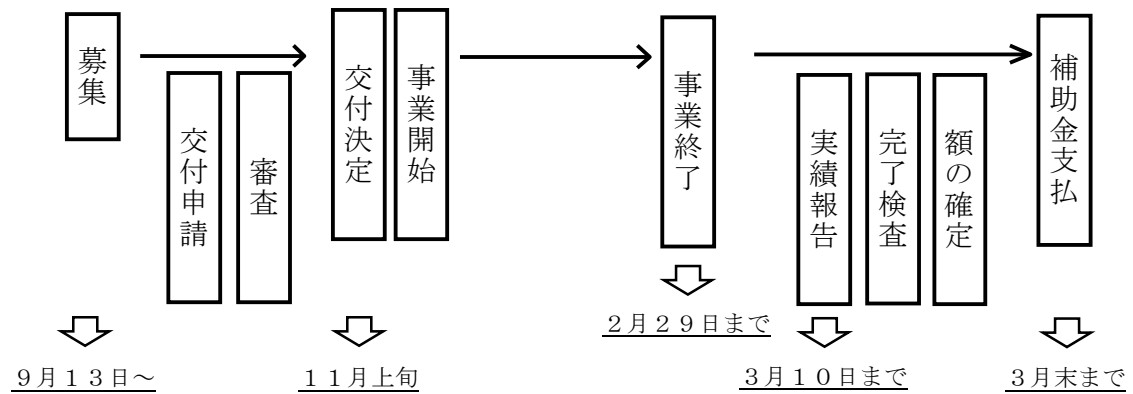 募集
交付申請
審査
交付決定
事業開始
事業終了
実績報告
完了検査
額の確定
補助金支払
９月１３日～
１１月上旬
２月２９日まで
３月１０日まで
３月末まで